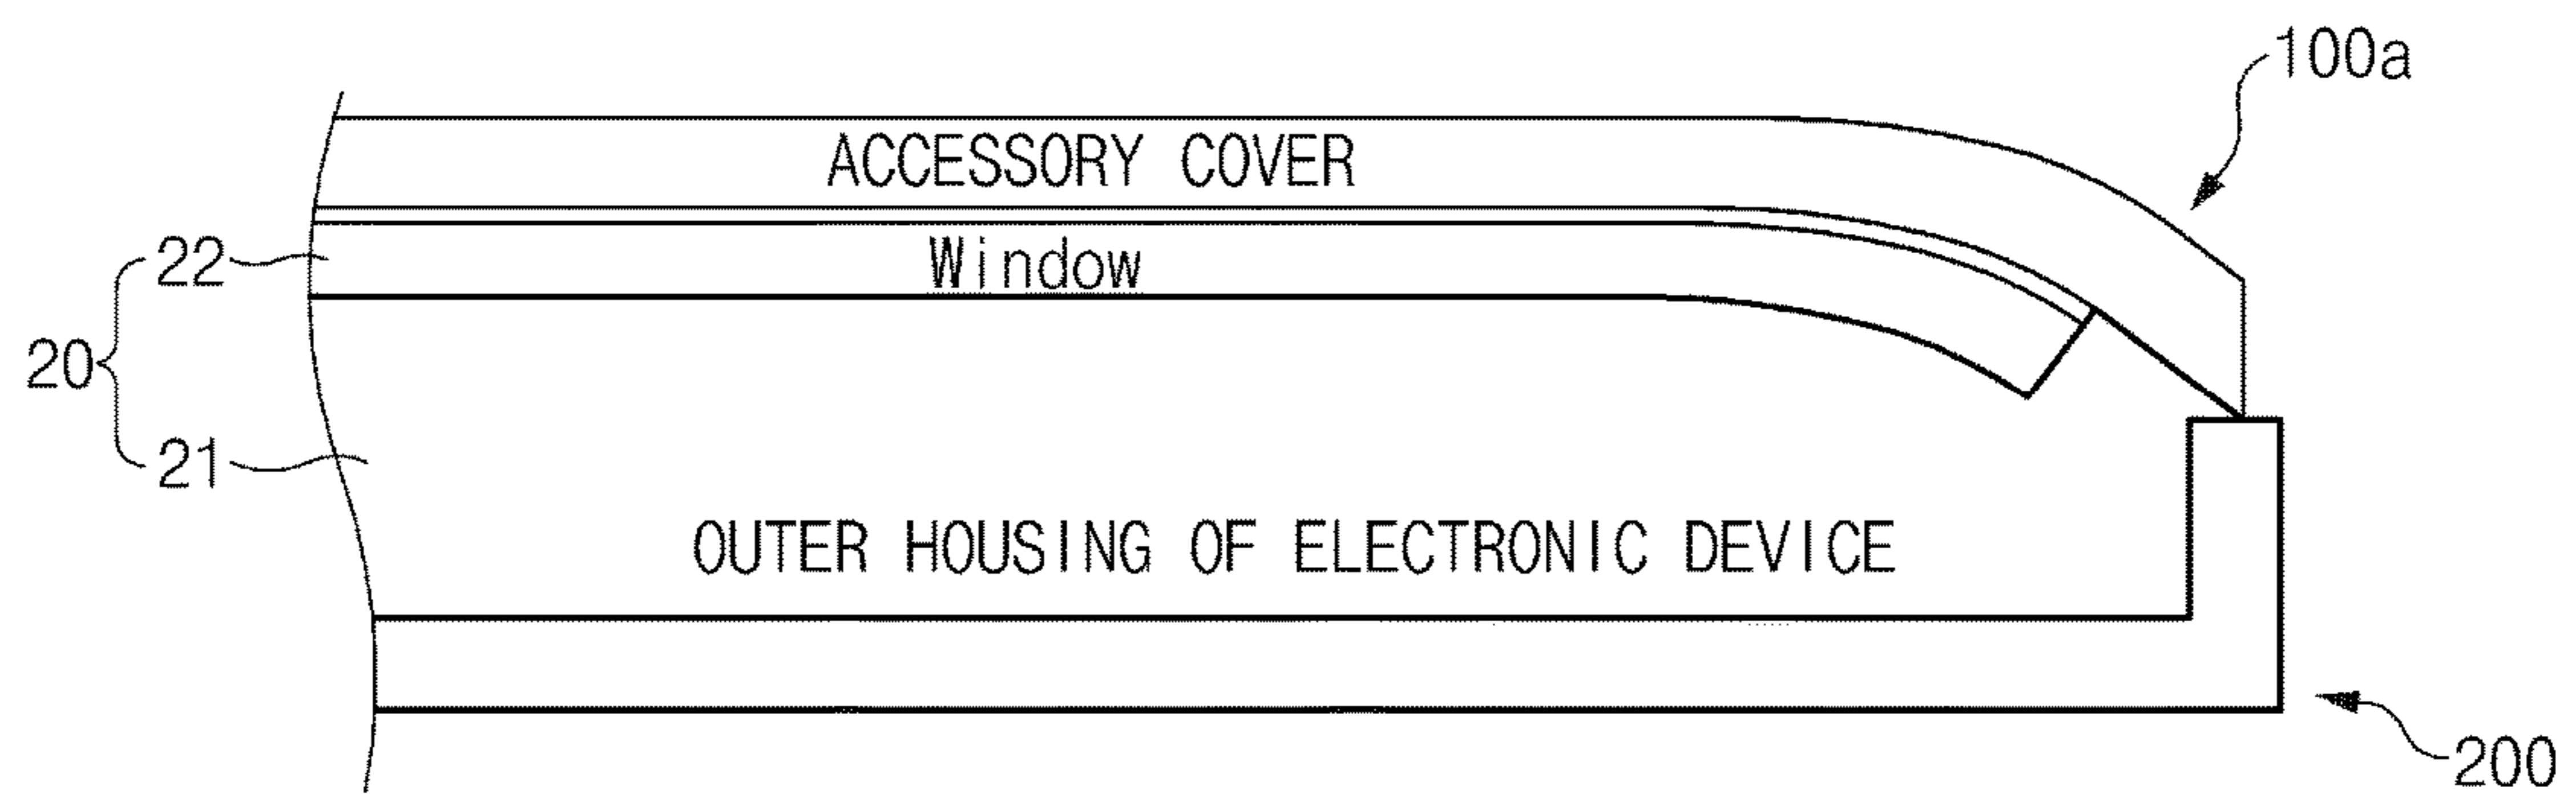 100a
ACCESSORY COVER
22
Window
20
21
OUTER HOUSING OF ELECTRONIC DEVICE
200